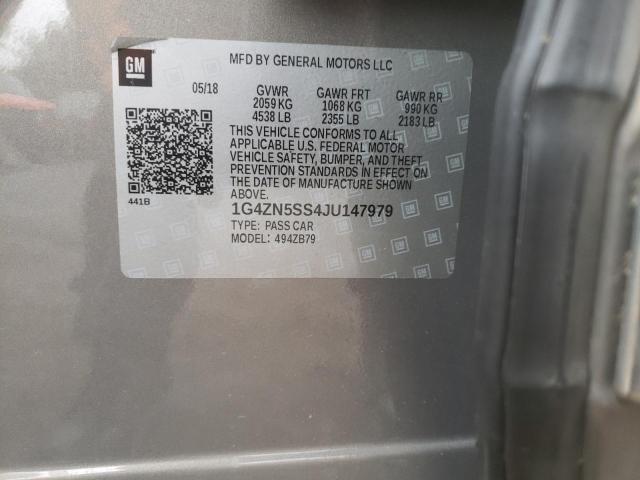 GM
MFD BY GENERAL MOTORS LLC
05/18 GVWR GAWR FRT GAWR RR
2059 KG 1068 KG 990 KG
4538 LB 2355 LB 2183 LB
THIS VEHICLE CONFORMS TO ALL
APPLICABLE U.S. FEDERAL MOTOR
VEHICLE SAFETY, BUMPER, AND THEFT
PREVENTION STANDARDS IN EFFECT ON
THE DATE OF MANUFACTURE SHOWN
ABOVE.
441B
1G4ZN5SS4JU147979
TYPE: PASS CAR
MODEL: 494ZB79